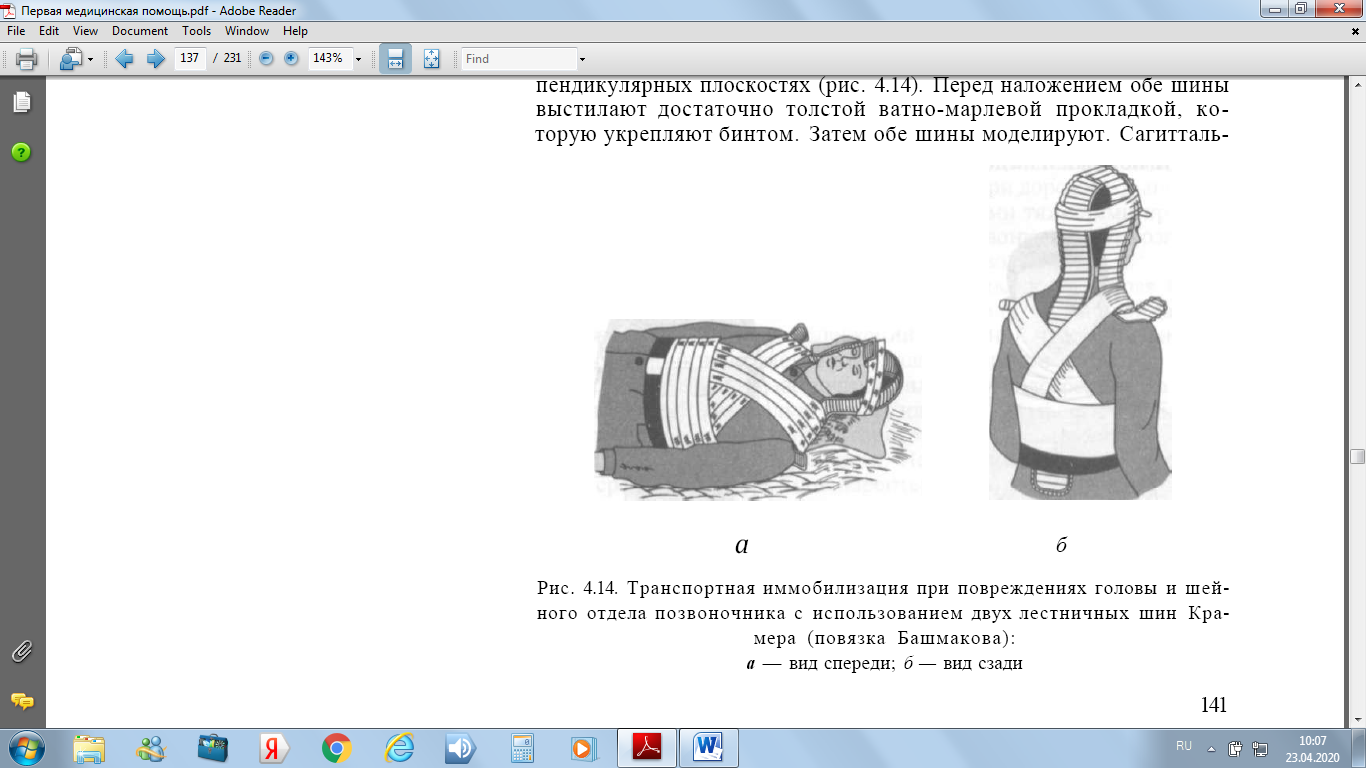 Первая медицинская помощь.pdf - Adobe Reader
File Edit View Document Tools Window Help
137 / 231 143% Find
пендикулярных плоскостях (рис. 4.14). Перед наложением обе шины
выстилают достаточно толстой ватно-марлевой прокладкой, ко-
торую укрепляют бинтом. Затем обе шины моделируют. Сагитталь-
а б
Рис. 4.14. Транспортная иммобилизация при повреждениях головы и шей-
ного отдела позвоночника с использованием двух лестничных шин Кра-
мера (повязка Башмакова):
а — вид спереди; б — вид сзади
141
RU 10:07
23.04.2020